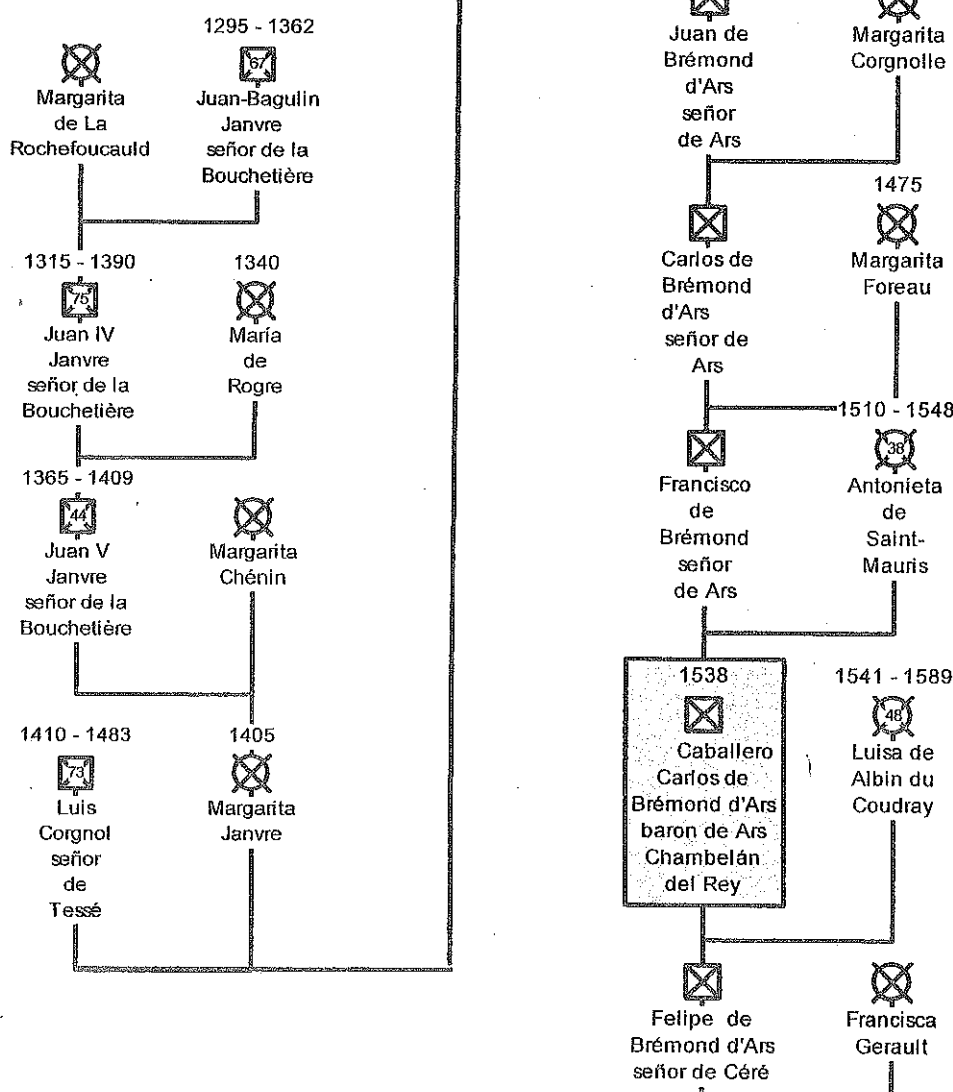 1295 - 1362
67
Margarita
de La
Rochefoucauld
Juan-Bagulin
Janvre
señor de la
Bouchetière
1315 - 1390
1340
75
Juan IV
Janvre
señor de la
Bouchetière
María
de
Rogre
1365 - 1409
44
Juan V
Janvre
señor de la
Bouchetière
Margarita
Chénin
1410 - 1483
1405
73
Luis
Corgnol
señor
de
Tessé
Margarita
Janvre
Juan de
Brémond
d'Ars
señor
de Ars
Margarita
Corgnolle
1475
Carlos de
Brémond
d'Ars
señor de
Ars
Margarita
Foreau
1510 - 1548
38
Francisco
de
Brémond
señor
de Ars
Antonieta
de
Saint-
Mauris
1538
1541 - 1589
48
Caballero
Carlos de
Brémond d'Ars
baron de Ars
Chambelán
del Rey
Luisa de
Albin du
Coudray
Felipe de
Brémond d'Ars
señor de Céré
Francisca
Gerault